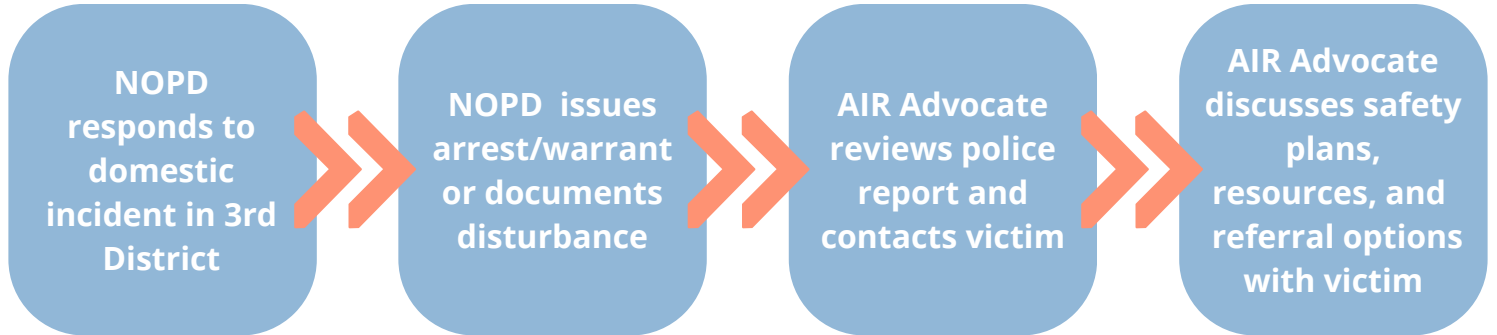 NOPD
responds to
domestic
incident in 3rd
District
NOPD issues
arrest/warrant
or documents
disturbance
AIR Advocate
reviews police
report and
contacts victim
AIR Advocate
discusses safety
plans,
resources, and
referral options
with victim